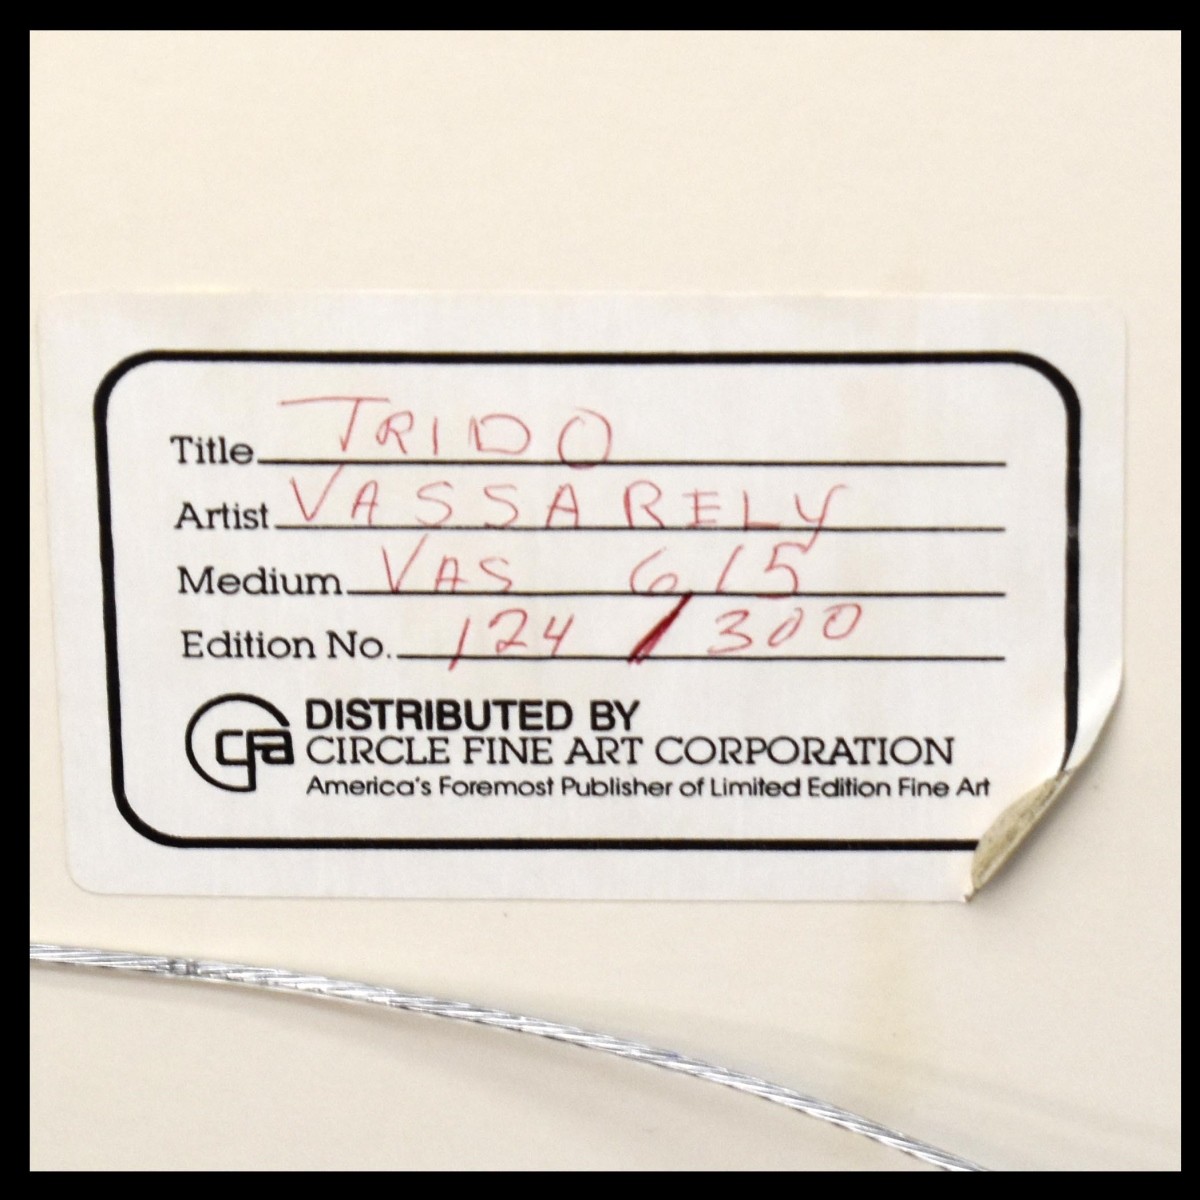 Title TRIDO
Artist VASSARELY
Medium VAS 615
Edition No. 124/300
cfa DISTRIBUTED BY
CIRCLE FINE ART CORPORATION
America's Foremost Publisher of Limited Edition Fine Art